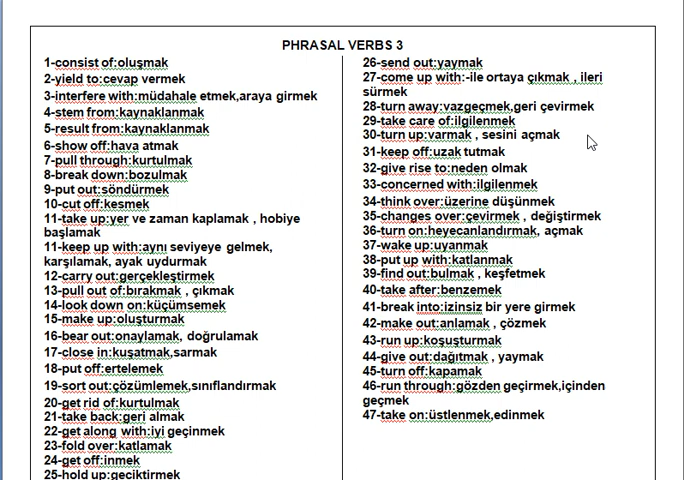 PHRASAL VERBS 3
1-consist of:oluşmak
2-yield to:cevap vermek
3-interfere with:müdahale etmek,araya girmek
4-stem from:kaynaklanmak
5-result from:kaynaklanmak
6-show off:hava atmak
7-pull through:kurtulmak
8-break down:bozulmak
9-put out:söndürmek
10-cut off:kesmek
11-take up:yer ve zaman kaplamak , hobiye
başlamak
11-keep up with:aynı seviyeye gelmek,
karşılamak, ayak uydurmak
12-carry out:gerçekleştirmek
13-pull out of:bırakmak , çıkmak
14-look down on:küçümsemek
15-make up:oluşturmak
16-bear out:onaylamak, doğrulamak
17-close in:kuşatmak,sarmak
18-put off:ertelemek
19-sort out:çözümlemek,sınıflandırmak
20-get rid of:kurtulmak
21-take back:geri almak
22-get along with:iyi geçinmek
23-fold over:katlamak
24-get off:inmek
25-hold up:geciktirmek
26-send out:yaymak
27-come up with:-ile ortaya çıkmak , ileri
sürmek
28-turn away:vazgeçmek,geri çevirmek
29-take care of:ilgilenmek
30-turn up:varmak , sesini açmak
31-keep off:uzak tutmak
32-give rise to:neden olmak
33-concerned with:ilgilenmek
34-think over:üzerine düşünmek
35-changes over:çevirmek , değiştirmek
36-turn on:heyecanlandırmak, açmak
37-wake up:uyanmak
38-put up with:katlanmak
39-find out:bulmak , keşfetmek
40-take after:benzemek
41-break into:izinsiz bir yere girmek
42-make out:anlamak , çözmek
43-run up:koşuşturmak
44-give out:dağıtmak , yaymak
45-turn off:kapamak
46-run through:gözden geçirmek,içinden
geçmek
47-take on:üstlenmek,edinmek